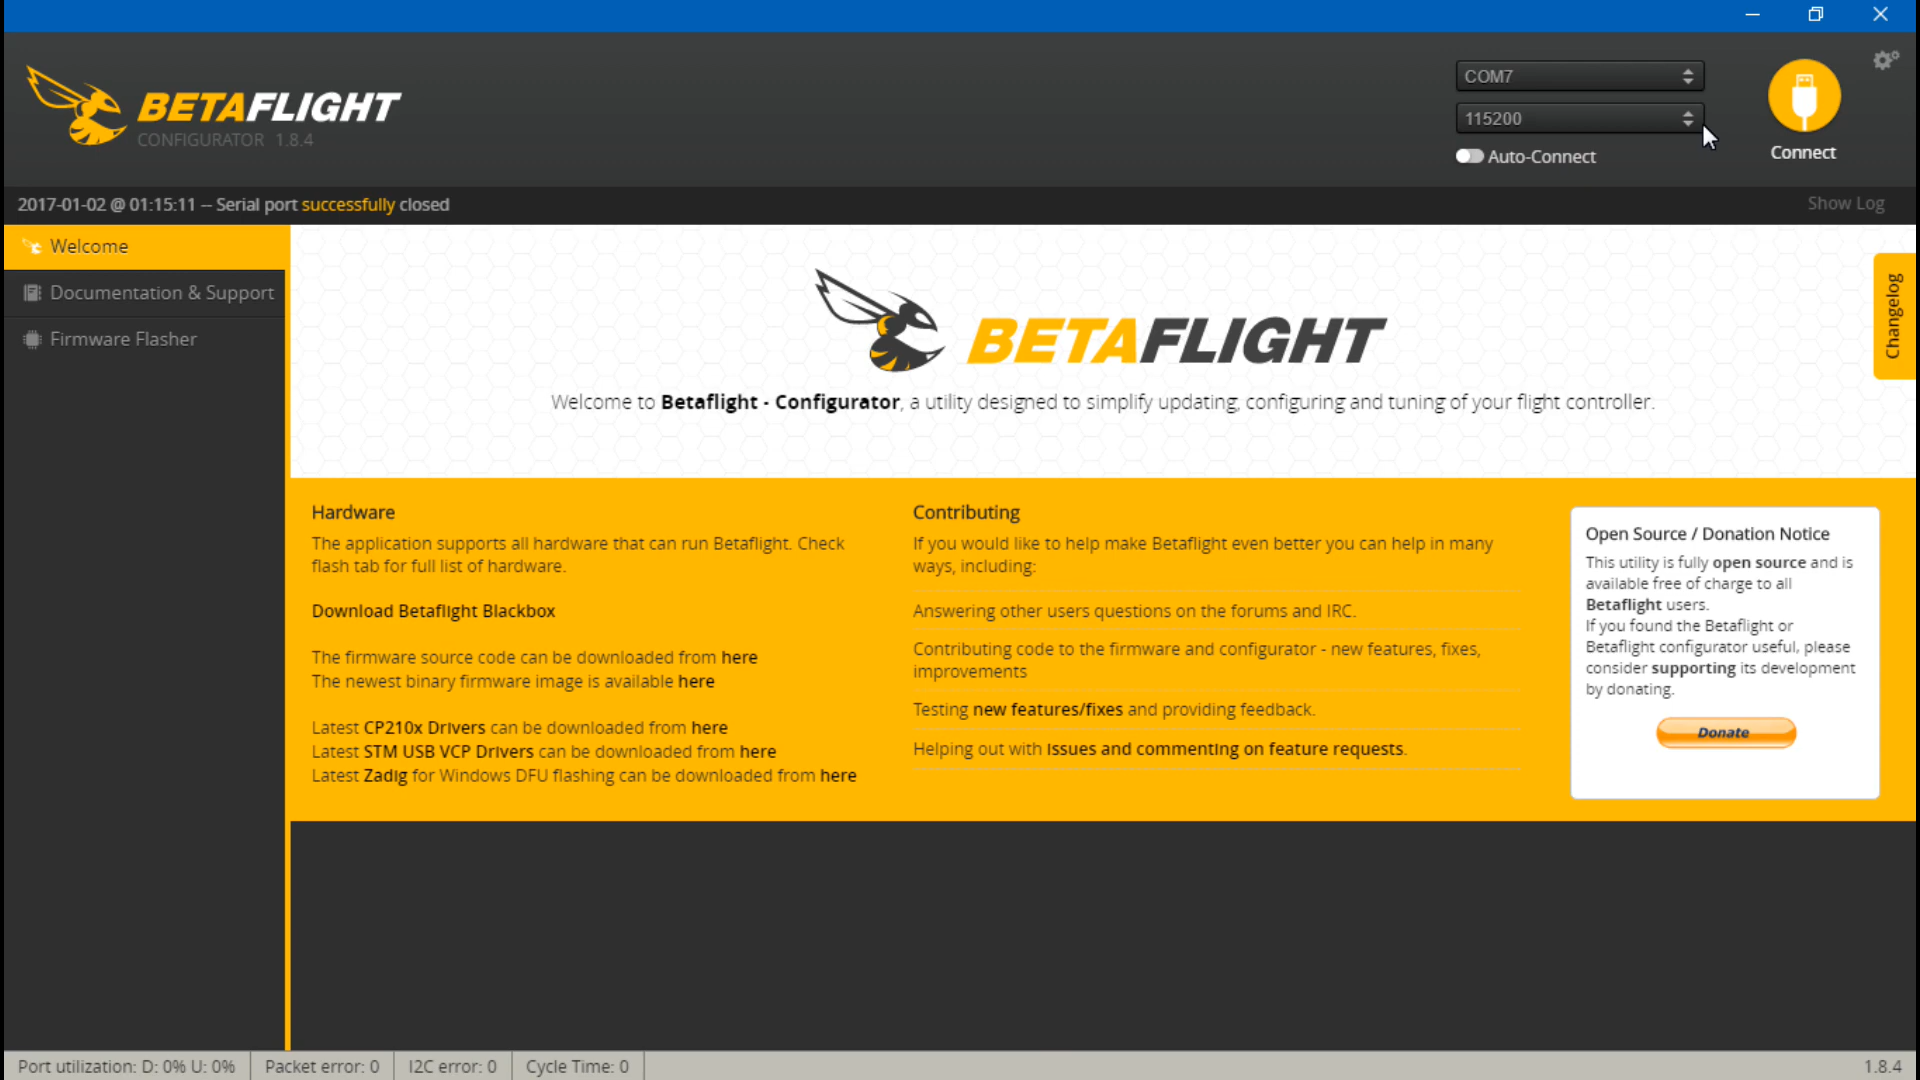 BETAFLIGHT
CONFIGURATOR 1.8.4
COM7
115200
Auto-Connect
Connect
2017-01-02 @ 01:15:11 -- Serial port successfully closed
Show Log
Welcome
Documentation & Support
Firmware Flasher
Changelog
BETAFLIGHT
Welcome to Betaflight - Configurator, a utility designed to simplify updating, configuring and tuning of your flight controller.
Hardware
The application supports all hardware that can run Betaflight. Check
flash tab for full list of hardware.
Download Betaflight Blackbox
The firmware source code can be downloaded from here
The newest binary firmware image is available here
Latest CP210x Drivers can be downloaded from here
Latest STM USB VCP Drivers can be downloaded from here
Latest Zadig for Windows DFU flashing can be downloaded from here
Contributing
If you would like to help make Betaflight even better you can help in many
ways, including:
Answering other users questions on the forums and IRC.
Contributing code to the firmware and configurator - new features, fixes,
improvements
Testing new features/fixes and providing feedback.
Helping out with issues and commenting on feature requests.
Open Source / Donation Notice
This utility is fully open source and is
available free of charge to all
Betaflight users.
If you found the Betaflight or
Betaflight configurator useful, please
consider supporting its development
by donating.
Donate
Port utilization: D: 0% U: 0%
Packet error: 0
I2C error: 0
Cycle Time: 0
1.8.4